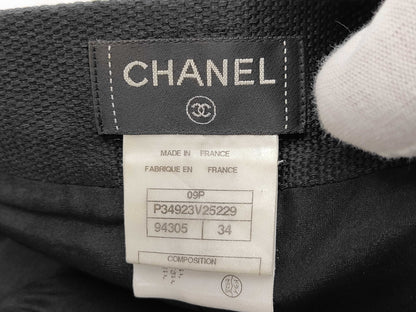 CHANEL
MADE IN FRANCE
FABRIQUE EN FRANCE
09P
P34923V25229
94305 34
COMPOSITION